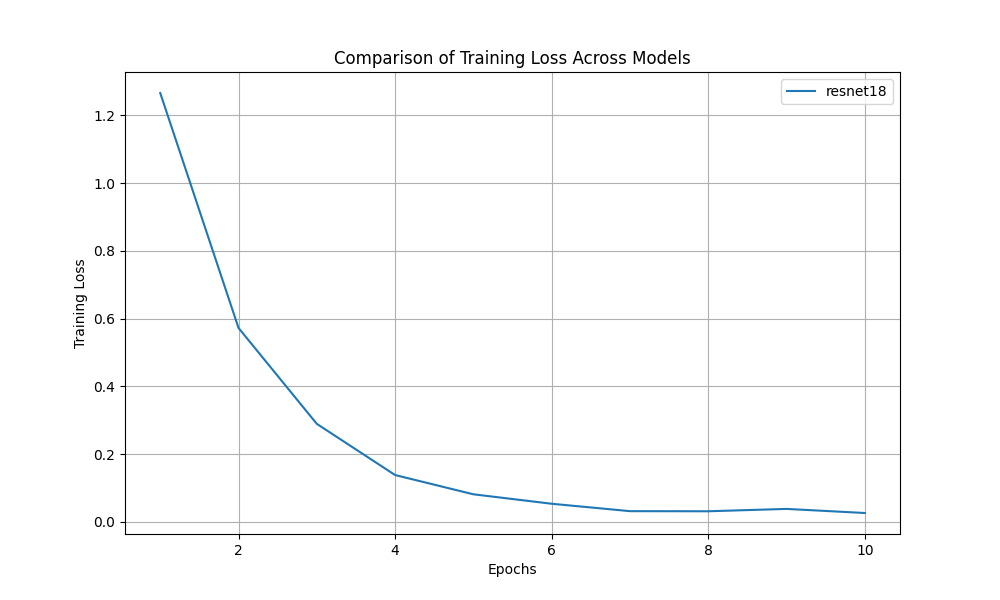 Comparison of Training Loss Across Models
resnet18
1.2
1.0
0.8
0.6
0.4
0.2
0.0
Training Loss
2 4 6 8 10
Epochs